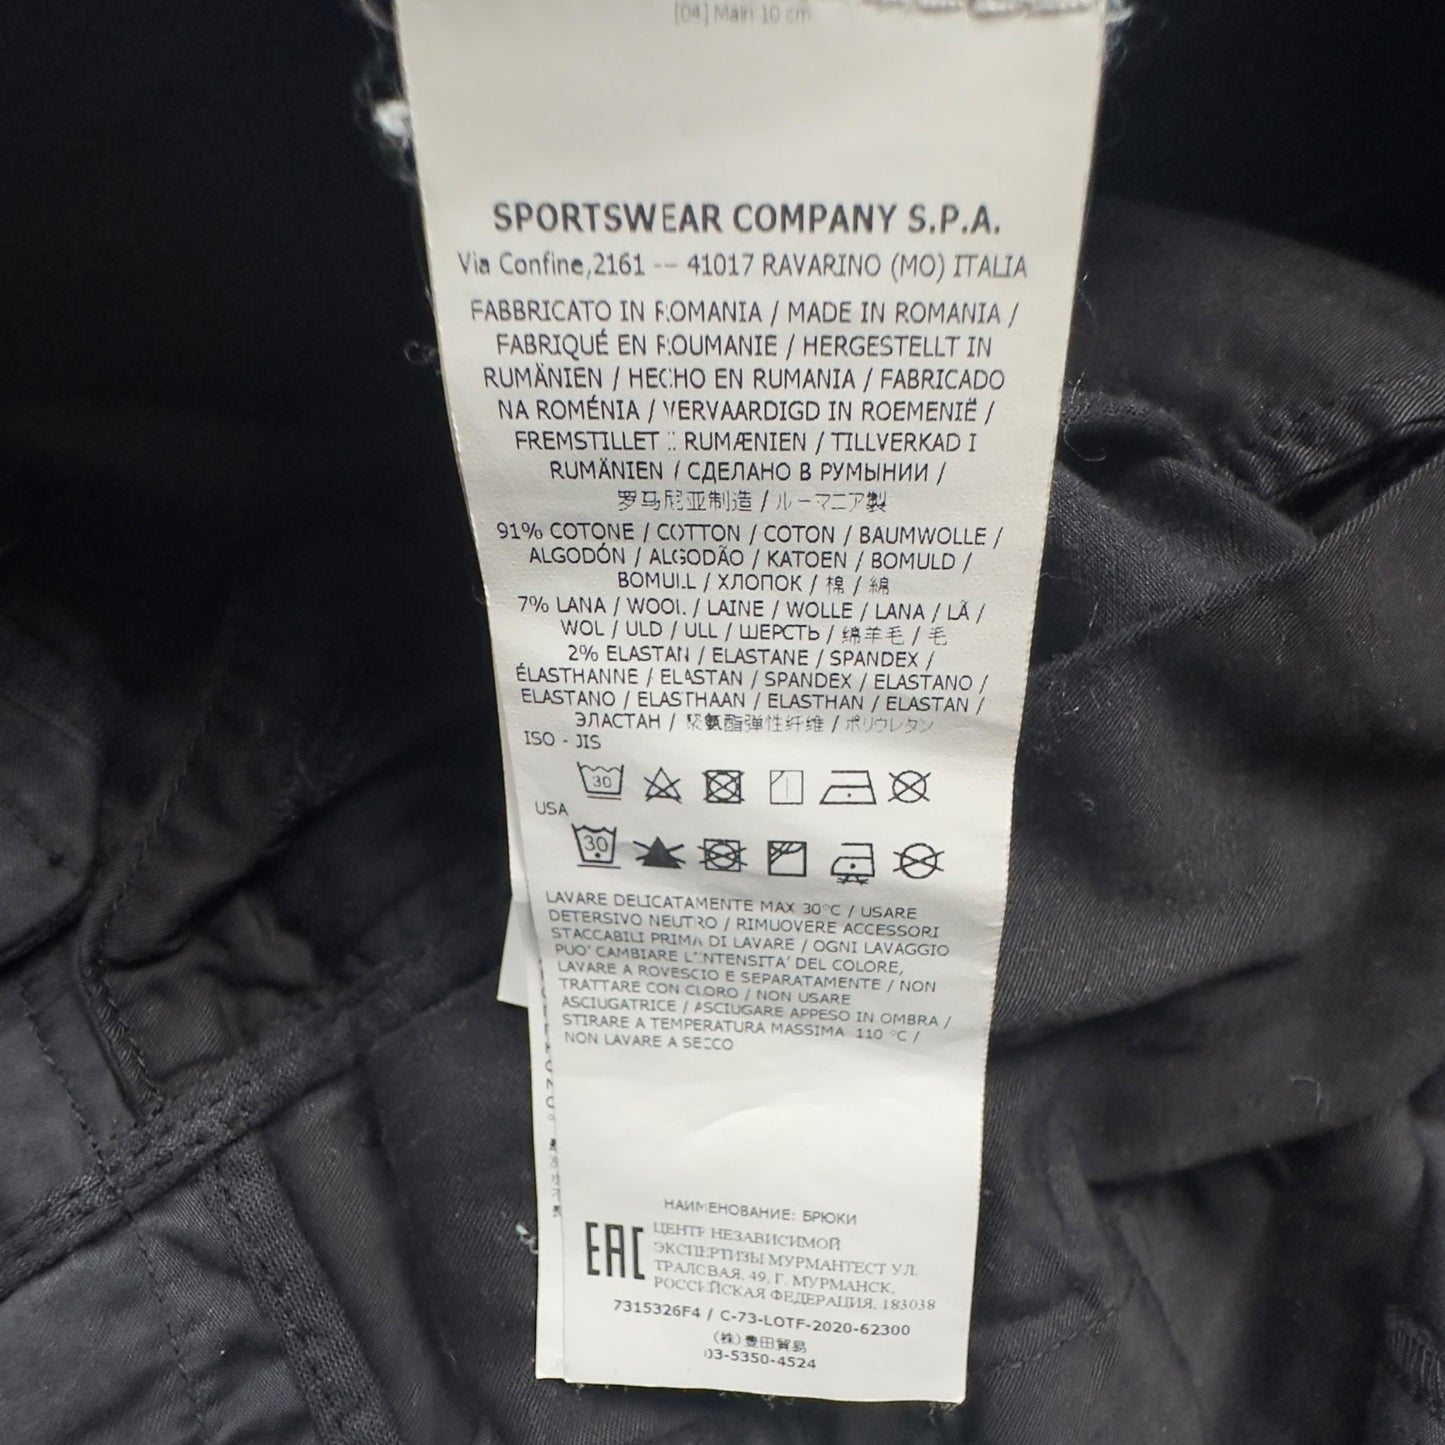 [04] Main 10 cm
SPORTSWEAR COMPANY S.P.A.
Via Confine,2161 -- 41017 RAVARINO (MO) ITALIA
FABBRICATO IN ROMANIA / MADE IN ROMANIA /
FABRIQUÉ EN ROUMANIE / HERGESTELLT IN
RUMÄNIEN / HECHO EN RUMANIA / FABRICADO
NA ROMÉNIA / VERVAARDIGD IN ROEMENIË /
FREMSTILLET I RUMÆNIEN / TILLVERKAD I
RUMÄNIEN / СДЕЛАНО В РУМЫНИИ /
罗马尼亚制造 / ルーマニア製
91% COTONE / COTTON / COTON / BAUMWOLLE /
ALGODÓN / ALGODÃO / KATOEN / BOMULD /
BOMULL / ХЛОПОК / 棉 / 綿
7% LANA / WOOL / LAINE / WOLLE / LANA / LÃ /
WOL / ULD / ULL / ШЕРСТЬ / 绵羊毛 / 毛
2% ELASTAN / ELASTANE / SPANDEX /
ÉLASTHANNE / ELASTAN / SPANDEX / ELASTANO /
ELASTANO / ELASTHAAN / ELASTHAN / ELASTAN /
ЭЛАСТАН / 聚氨酯弹性纤维 / ポリウレタン
ISO - JIS
30
USA
30
LAVARE DELICATAMENTE MAX 30°C / USARE
DETERSIVO NEUTRO / RIMUOVERE ACCESSORI
STACCABILI PRIMA DI LAVARE / OGNI LAVAGGIO
PUO' CAMBIARE L'INTENSITA' DEL COLORE,
LAVARE A ROVESCIO E SEPARATAMENTE / NON
TRATTARE CON CLORO / NON USARE
ASCIUGATRICE / ASCIUGARE APPESO IN OMBRA /
STIRARE A TEMPERATURA MASSIMA 110 °C /
NON LAVARE A SECCO
НАИМЕНОВАНИЕ: БРЮКИ
EAC
ЦЕНТР НЕЗАВИСИМОЙ
ЭКСПЕРТИЗЫ МУРМАНТЕСТ УЛ.
ТРАЛОВАЯ, 49, Г. МУРМАНСК,
РОССИЙСКАЯ ФЕДЕРАЦИЯ, 183038
7315326F4 / C-73-LOTF-2020-62300
(株)豊田貿易
03-5350-4524